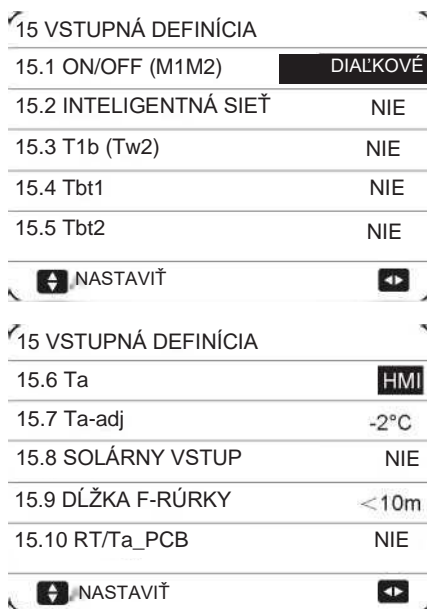 15 VSTUPNÁ DEFINÍCIA
15.1 ON/OFF (M1M2) DIAĽKOVÉ
15.2 INTELIGENTNÁ SIEŤ NIE
15.3 T1b (Tw2) NIE
15.4 Tbt1 NIE
15.5 Tbt2 NIE
NASTAVIŤ
15 VSTUPNÁ DEFINÍCIA
15.6 Ta HMI
15.7 Ta-adj -2°C
15.8 SOLÁRNY VSTUP NIE
15.9 DĹŽKA F-RÚRKY <10m
15.10 RT/Ta_PCB NIE
NASTAVIŤ